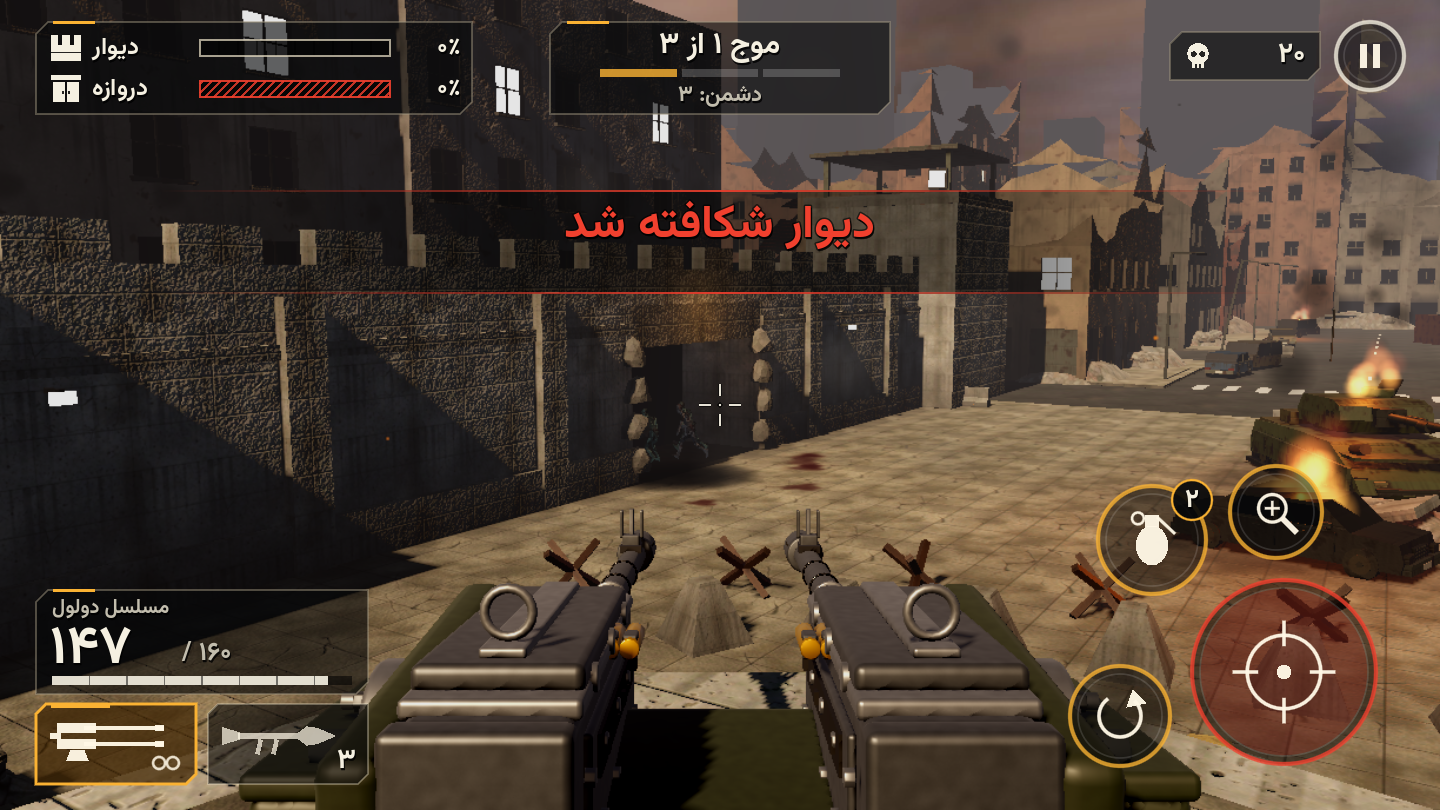 دیوار ۰٪
دروازه ۰٪
موج ۱ از ۳
دشمن: ۳
۲۰
دیوار شکافته شد
۲
مسلسل دولول
۱۴۷ / ۱۶۰
∞
۳